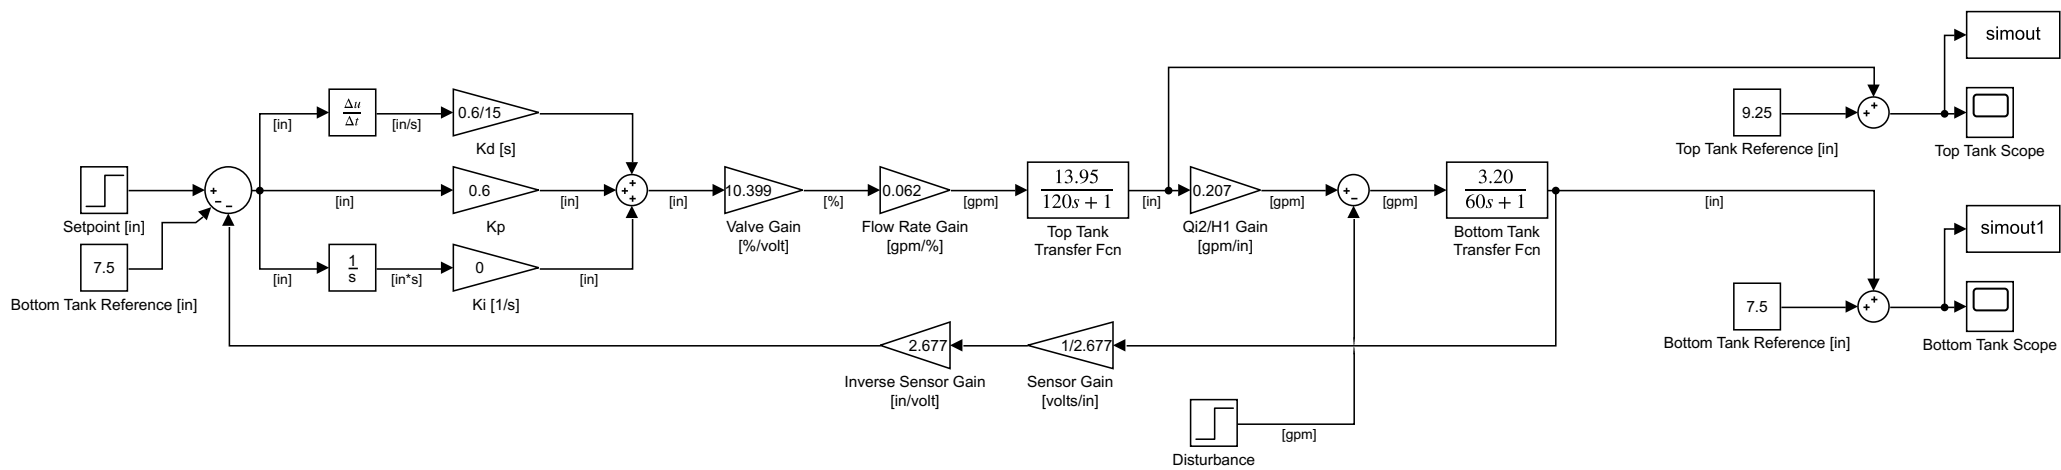 simout
Δu
Δt
[in]
[in/s]
0.6/15
Kd [s]
9.25
Top Tank Reference [in]
+
+
Top Tank Scope
Setpoint [in]
+
−
−
[in]
0.6
Kp
[in]
+
+
+
[in]
10.399
Valve Gain
[%/volt]
[%]
0.062
Flow Rate Gain
[gpm/%]
[gpm]
13.95
120s + 1
Top Tank
Transfer Fcn
[in]
0.207
Qi2/H1 Gain
[gpm/in]
[gpm]
+
−
[gpm]
3.20
60s + 1
Bottom Tank
Transfer Fcn
[in]
simout1
7.5
Bottom Tank Reference [in]
[in]
1
s
[in*s]
0
Ki [1/s]
[in]
7.5
Bottom Tank Reference [in]
+
+
Bottom Tank Scope
2.677
Inverse Sensor Gain
[in/volt]
1/2.677
Sensor Gain
[volts/in]
[gpm]
Disturbance